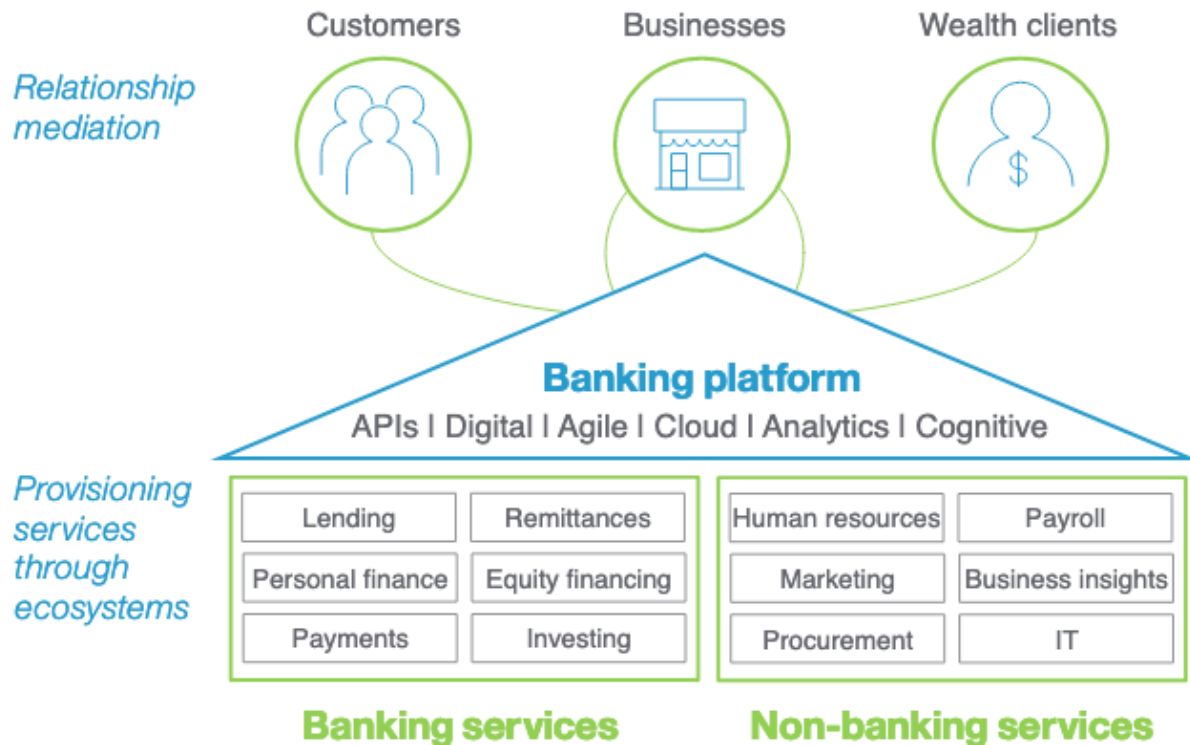 Customers
Businesses
Wealth clients
Relationship
mediation
$
Banking platform
APIs I Digital I Agile I Cloud I Analytics I Cognitive
Provisioning
services
through
ecosystems
Lending
Remittances
Personal finance
Equity financing
Payments
Investing
Human resources
Payroll
Marketing
Business insights
Procurement
IT
Banking services
Non-banking services